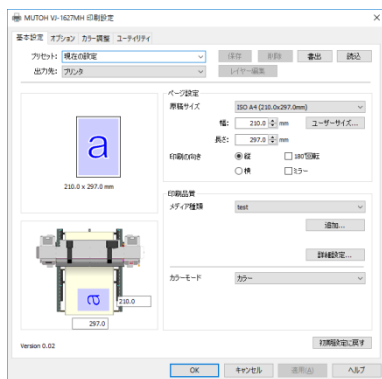 MUTOH VJ-1627MH 印刷設定
基本設定 オプション カラー調整 ユーティリティ
プリセット: 現在の設定 保存 削除 書出 読込
出力先: プリンタ レイヤー編集
ページ設定
原稿サイズ ISO A4 (210.0x297.0mm)
幅: 210.0 mm ユーザーサイズ...
長さ: 297.0 mm
印刷の向き 縦 180°回転
横 ミラー
a
210.0 x 297.0 mm
印刷品質
メディア種類 test
追加...
詳細設定...
カラーモード カラー
a
210.0
297.0
Version 0.02
初期設定に戻す
OK キャンセル 適用(A) ヘルプ